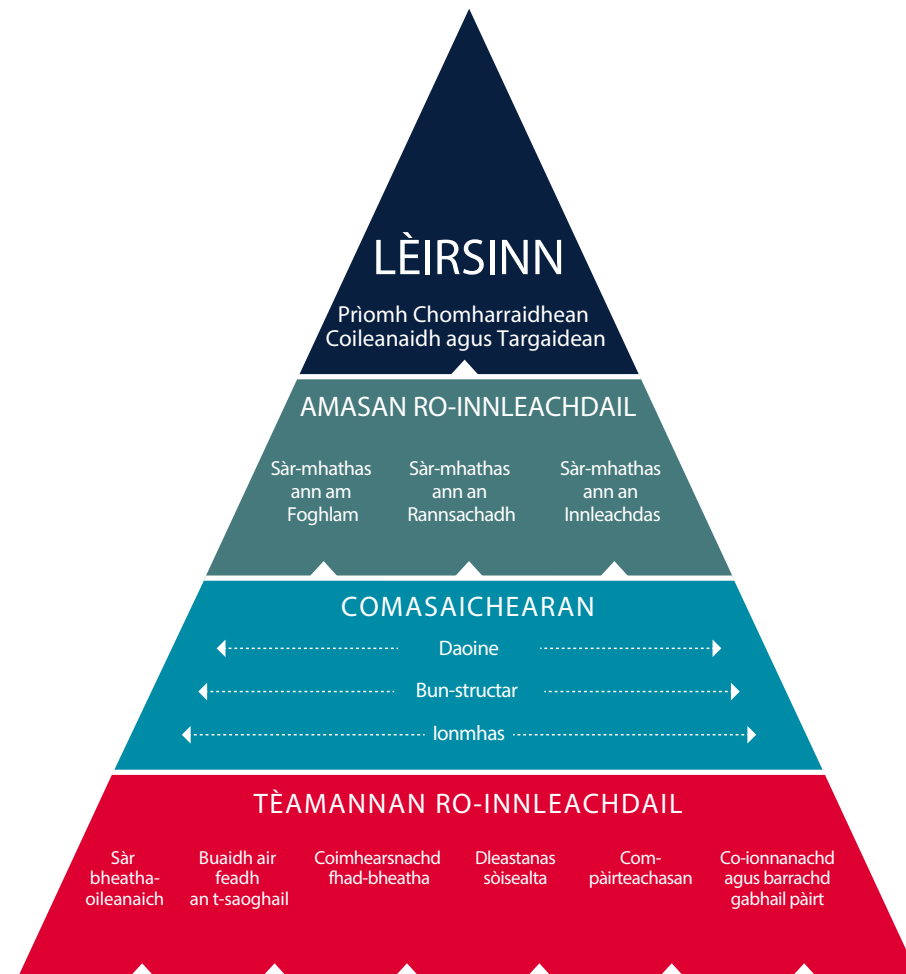 LÈIRSINN
Prìomh Chomharraidhean
Coileanaidh agus Targaidean
AMASAN RO-INNLEACHDAIL
Sàr-mhathas
ann am
Foghlam
Sàr-mhathas
ann an
Rannsachadh
Sàr-mhathas
ann an
Innleachdas
COMASAICHEARAN
Daoine
Bun-structar
Ionmhas
TÈAMANNAN RO-INNLEACHDAIL
Sàr
bheatha-
oileanaich
Buaidh air
feadh
an t-saoghail
Coimhearsnachd
fhad-bheatha
Dleastanas
sòisealta
Com-
pàirteachasan
Co-ionnanachd
agus barrachd
gabhail pàirt